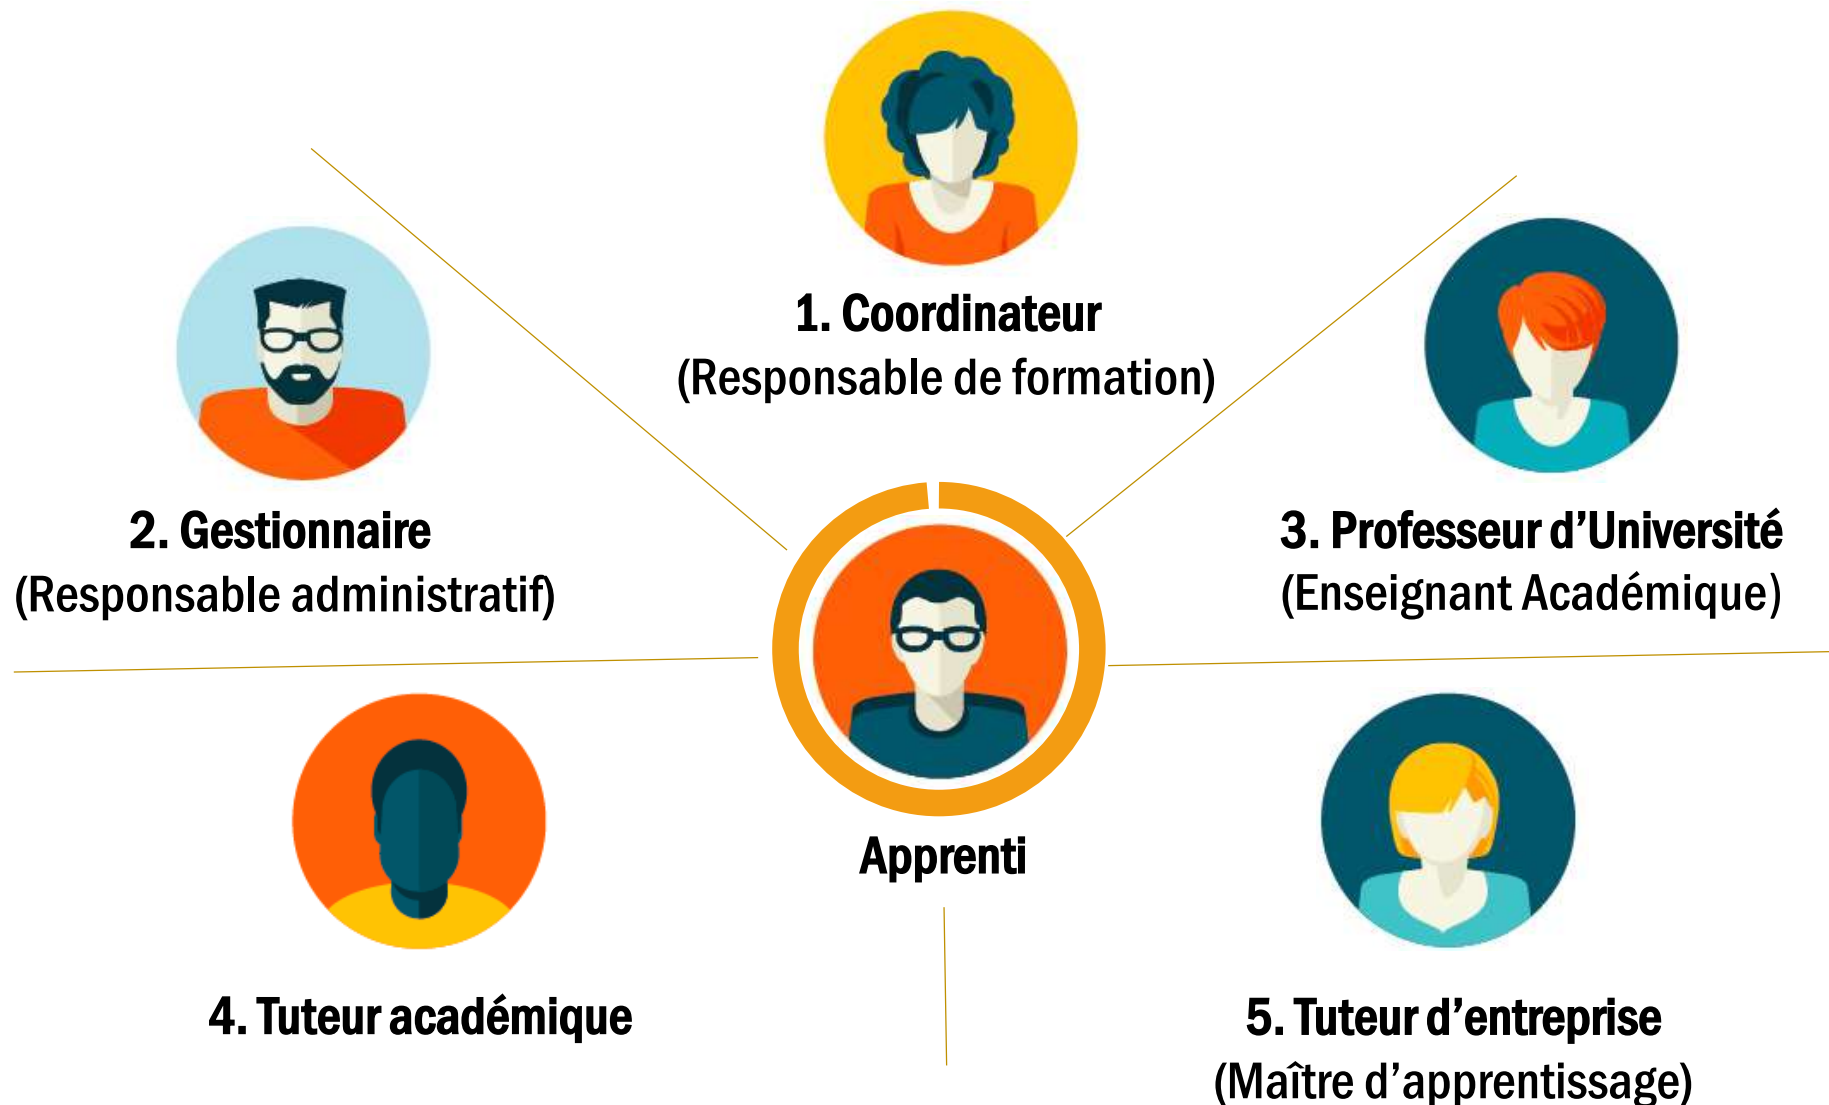 1. Coordinateur
(Responsable de formation)
2. Gestionnaire
(Responsable administratif)
3. Professeur d’Université
(Enseignant Académique)
Apprenti
4. Tuteur académique
5. Tuteur d’entreprise
(Maître d’apprentissage)